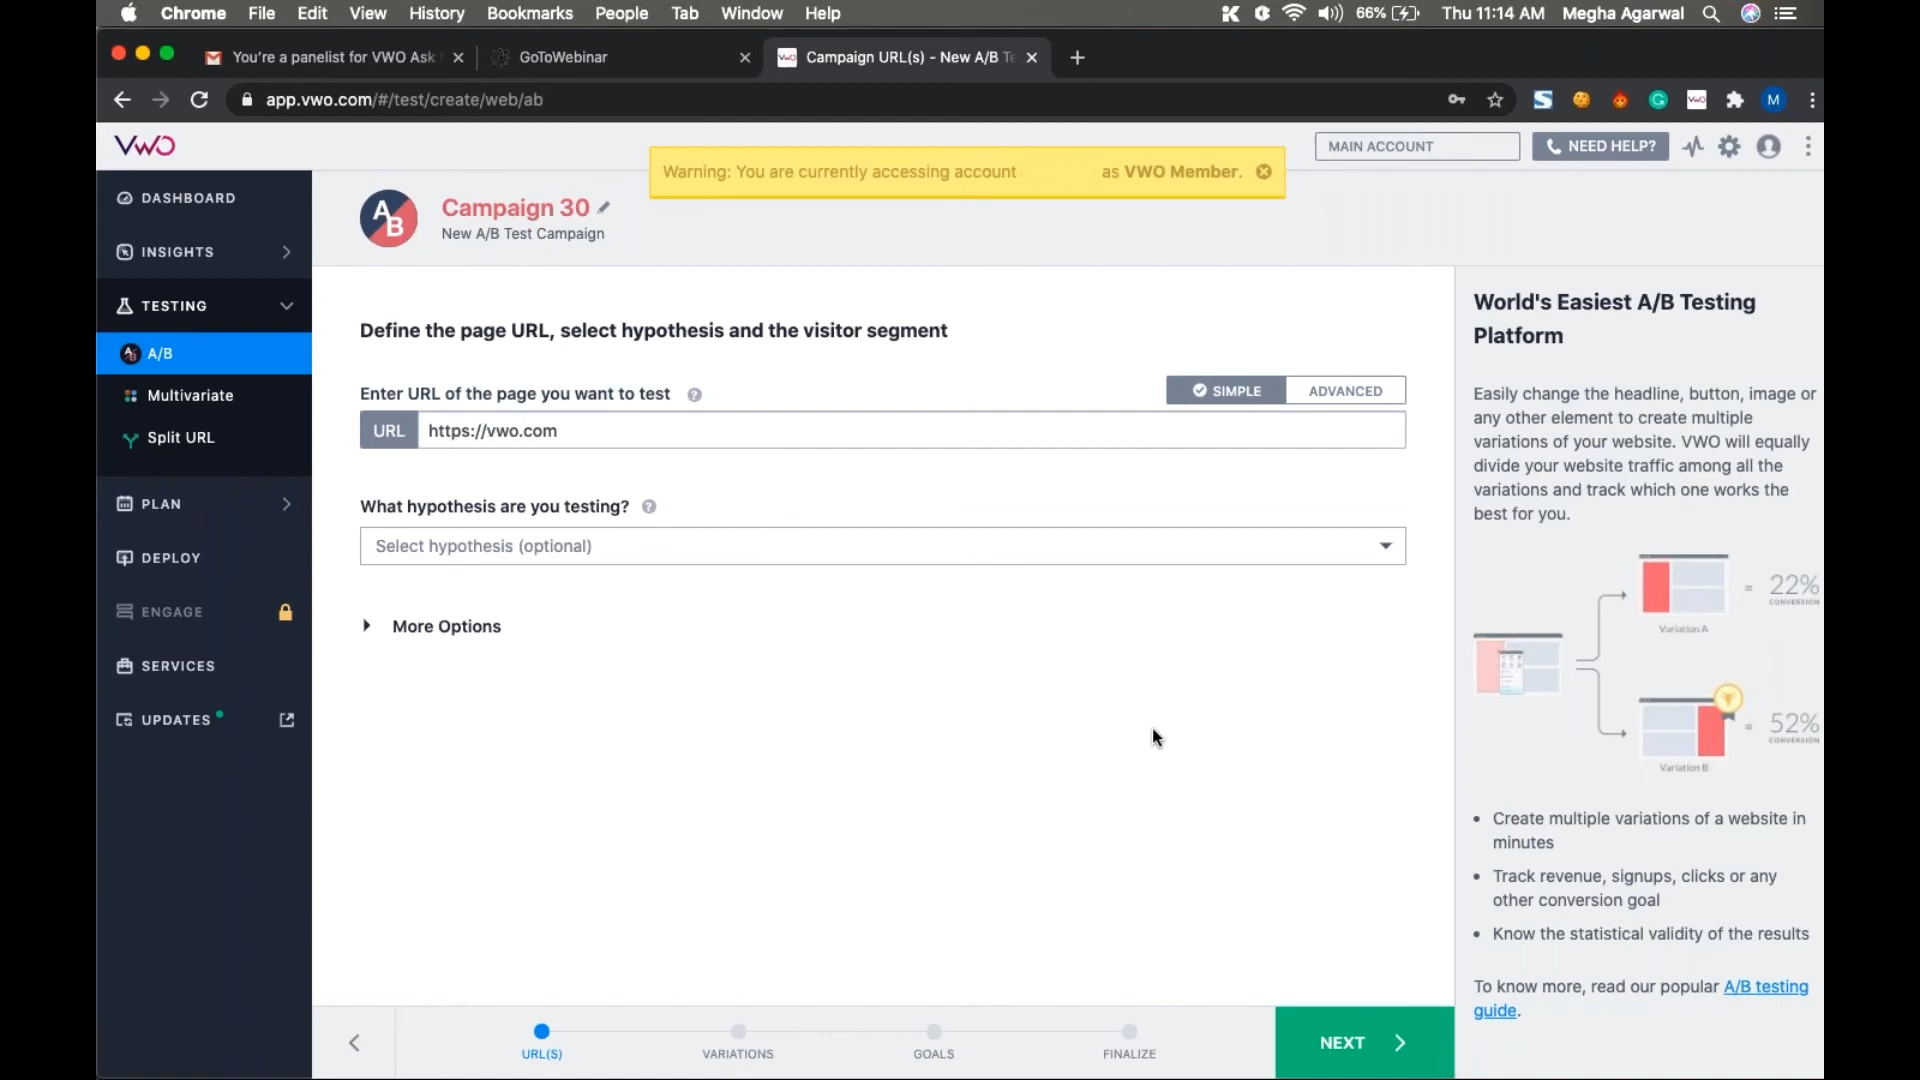 Chrome File Edit View History Bookmarks People Tab Window Help 66% Thu 11:14 AM Megha Agarwal
You're a panelist for VWO Ask
GoToWebinar
Campaign URL(s) - New A/B Te
app.vwo.com/#/test/create/web/ab
M
VWO
MAIN ACCOUNT
NEED HELP?
Warning: You are currently accessing account as VWO Member.
DASHBOARD
INSIGHTS
TESTING
A/B
Multivariate
Split URL
PLAN
DEPLOY
ENGAGE
SERVICES
UPDATES
A B
Campaign 30
New A/B Test Campaign
Define the page URL, select hypothesis and the visitor segment
Enter URL of the page you want to test ?
SIMPLE ADVANCED
URL https://vwo.com
What hypothesis are you testing? ?
Select hypothesis (optional)
More Options
URL(S)
VARIATIONS
GOALS
FINALIZE
NEXT
World's Easiest A/B Testing
Platform
Easily change the headline, button, image or
any other element to create multiple
variations of your website. VWO will equally
divide your website traffic among all the
variations and track which one works the
best for you.
= 22%
CONVERSION
Variation A
= 52%
CONVERSION
Variation B
• Create multiple variations of a website in
minutes
• Track revenue, signups, clicks or any
other conversion goal
• Know the statistical validity of the results
To know more, read our popular A/B testing
guide.